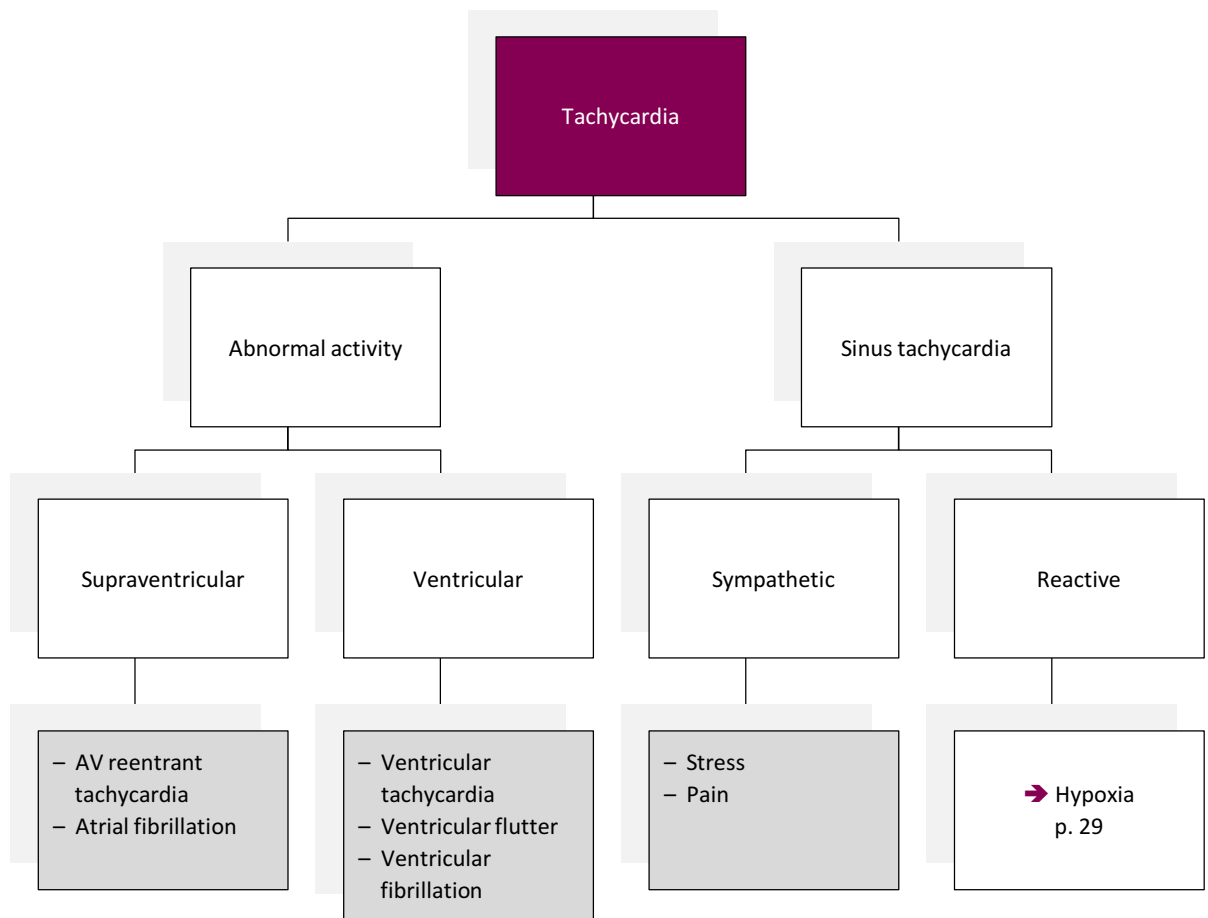 Tachycardia
Abnormal activity
Sinus tachycardia
Supraventricular
Ventricular
Sympathetic
Reactive
– AV reentrant
tachycardia
– Atrial fibrillation
– Ventricular
tachycardia
– Ventricular flutter
– Ventricular
fibrillation
– Stress
– Pain
➔ Hypoxia
p. 29